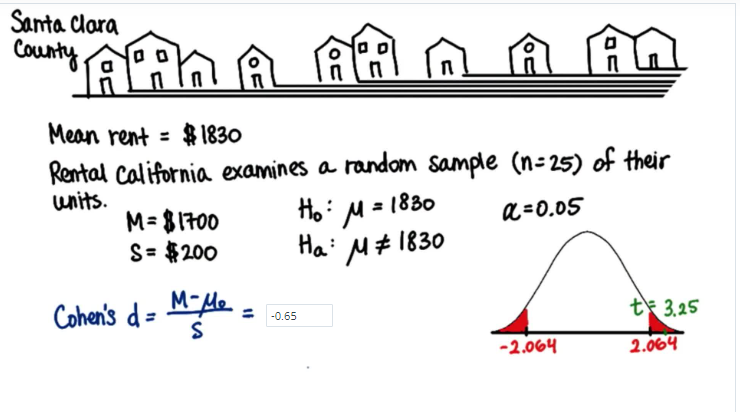 Santa Clara
County
Mean rent = $1830
Rental California examines a random sample (n=25) of their
units.
M = $1700
S = $200
H₀: μ = 1830
Hₐ: μ ≠ 1830
α=0.05
Cohen's d = M-μ₀ / S = -0.65
t = 3.25
-2.064
2.064